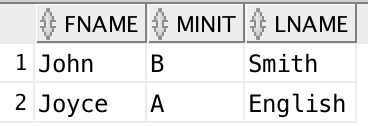 FNAME MINIT LNAME
1 John B Smith
2 Joyce A English